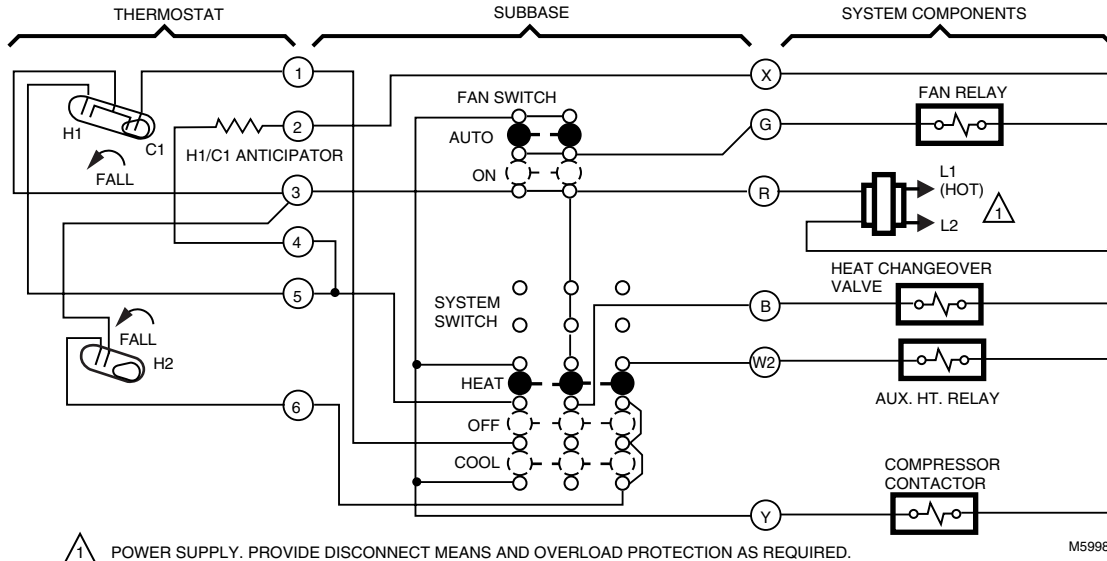 THERMOSTAT
SUBBASE
SYSTEM COMPONENTS
1
X
FAN SWITCH
FAN RELAY
H1
C1
2
H1/C1 ANTICIPATOR
AUTO
G
FALL
ON
3
R
L1
(HOT)
1
L2
4
HEAT CHANGEOVER
VALVE
5
SYSTEM
SWITCH
B
FALL
H2
W2
HEAT
AUX. HT. RELAY
6
OFF
COOL
COMPRESSOR
CONTACTOR
Y
1 POWER SUPPLY. PROVIDE DISCONNECT MEANS AND OVERLOAD PROTECTION AS REQUIRED.
M5998